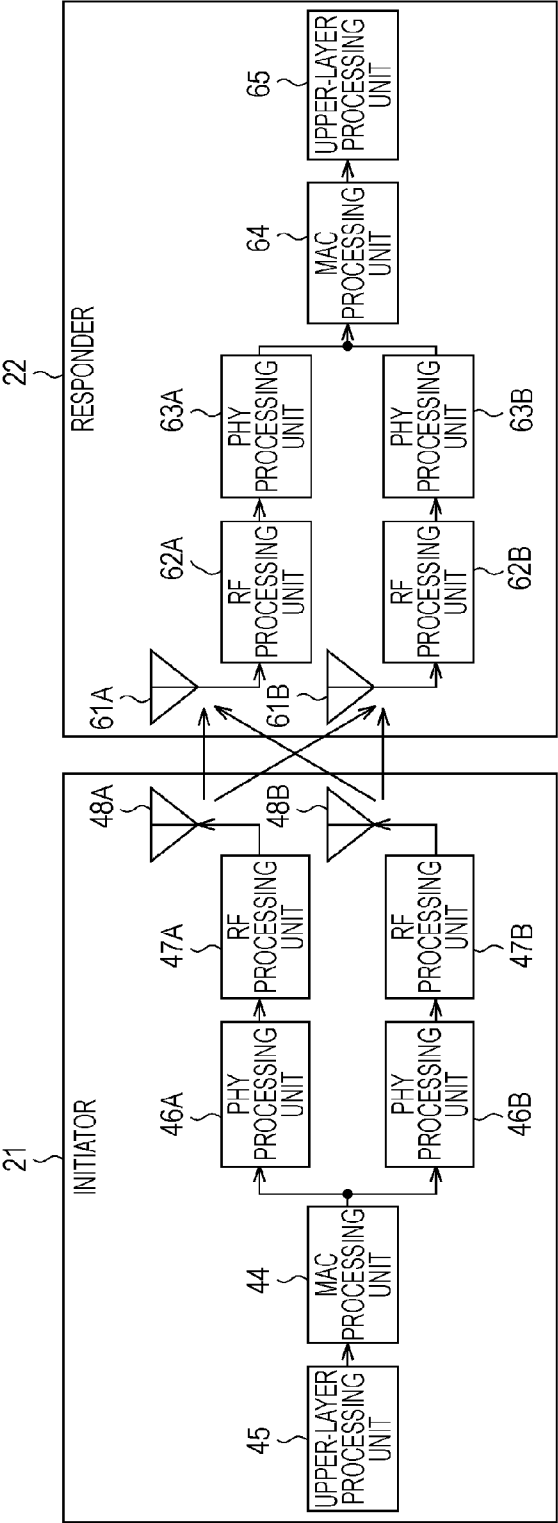 21
INITIATOR
45
UPPER-LAYER
PROCESSING
UNIT
44
MAC
PROCESSING
UNIT
46A
PHY
PROCESSING
UNIT
47A
RF
PROCESSING
UNIT
48A
46B
PHY
PROCESSING
UNIT
47B
RF
PROCESSING
UNIT
48B
22
RESPONDER
61A
62A
RF
PROCESSING
UNIT
63A
PHY
PROCESSING
UNIT
61B
62B
RF
PROCESSING
UNIT
63B
PHY
PROCESSING
UNIT
64
MAC
PROCESSING
UNIT
65
UPPER-LAYER
PROCESSING
UNIT